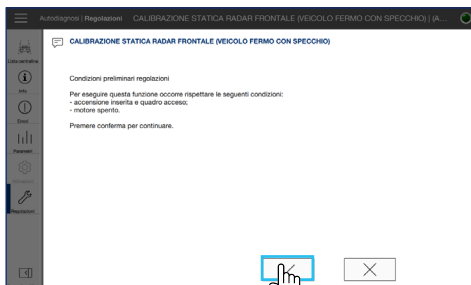 Autodiagnosi | Regolazioni CALIBRAZIONE STATICA RADAR FRONTALE (VEICOLO FERMO CON SPECCHIO) | (A...
CALIBRAZIONE STATICA RADAR FRONTALE (VEICOLO FERMO CON SPECCHIO)
Lista centraline
Info
Errori
Parametri
Attivazioni
Regolazioni
Condizioni preliminari regolazioni
Per eseguire questa funzione occorre rispettare le seguenti condizioni:
- accensione inserita e quadro acceso;
- motore spento.
Premere conferma per continuare.